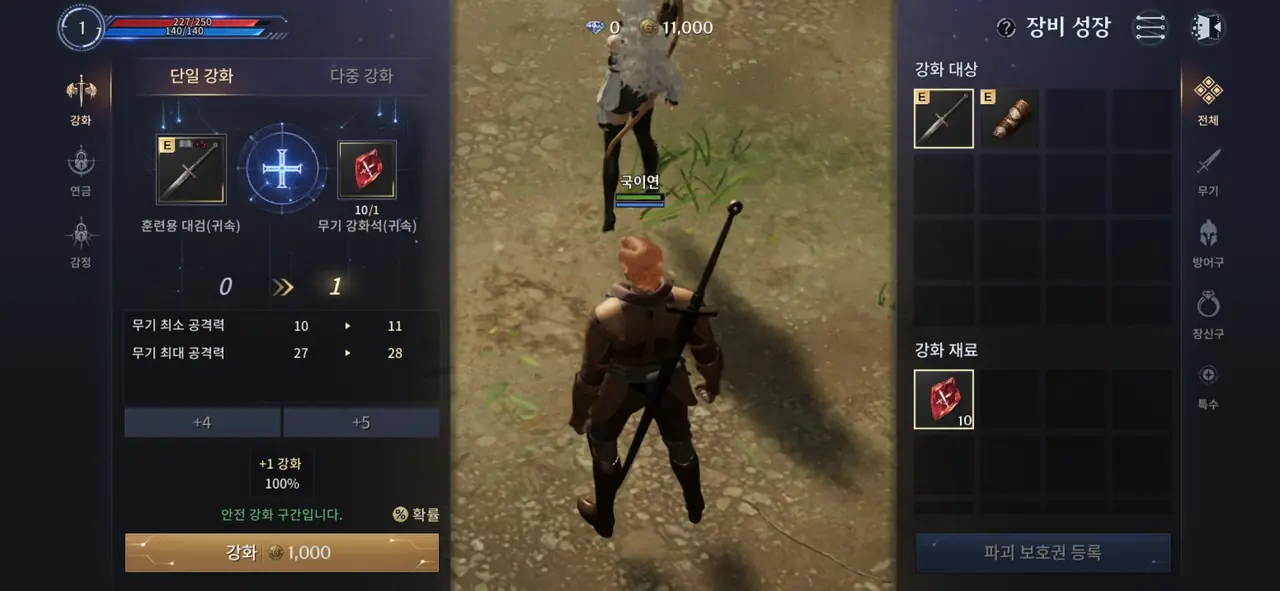 1
227/250
140/140
0
11,000
? 장비 성장
강화
연금
감정
단일 강화
다중 강화
E
10/1
훈련용 대검(귀속)
무기 강화석(귀속)
0
1
무기 최소 공격력 10 11
무기 최대 공격력 27 28
+4
+5
+1 강화
100%
안전 강화 구간입니다.
% 확률
강화 1,000
국이연
강화 대상
E
E
강화 재료
10
파괴 보호권 등록
전체
무기
방어구
장신구
특수